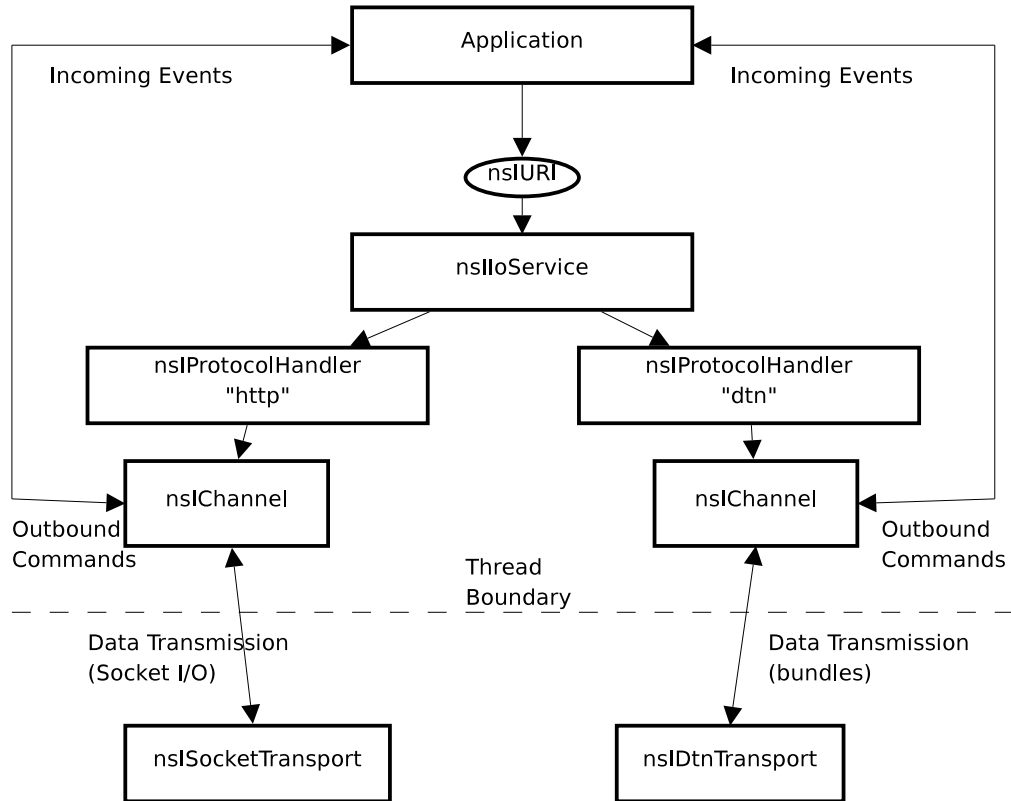 Application
Incoming Events
Incoming Events
nsIURI
nsIIoService
nsIProtocolHandler
"http"
nsIProtocolHandler
"dtn"
nsIChannel
nsIChannel
Outbound
Commands
Outbound
Commands
Thread
Boundary
Data Transmission
(Socket I/O)
Data Transmission
(bundles)
nsISocketTransport
nsIDtnTransport